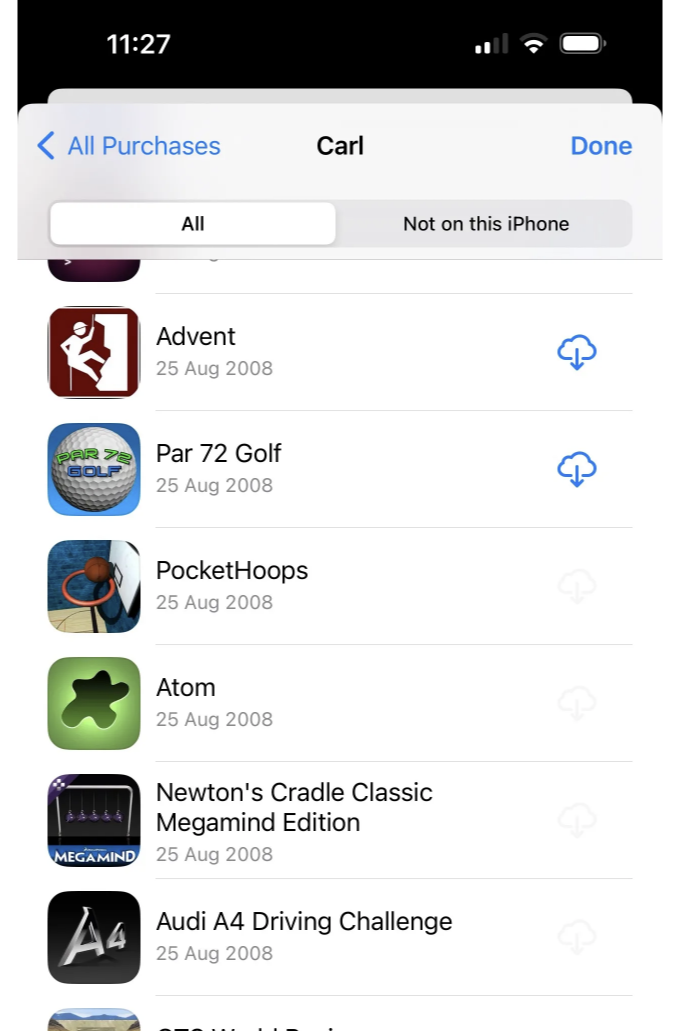 11:27
All Purchases
Carl
Done
All
Not on this iPhone
Advent
25 Aug 2008
PAR 72
GOLF
Par 72 Golf
25 Aug 2008
PocketHoops
25 Aug 2008
Atom
25 Aug 2008
MEGAMIND
Newton's Cradle Classic
Megamind Edition
25 Aug 2008
A4
Audi A4 Driving Challenge
25 Aug 2008